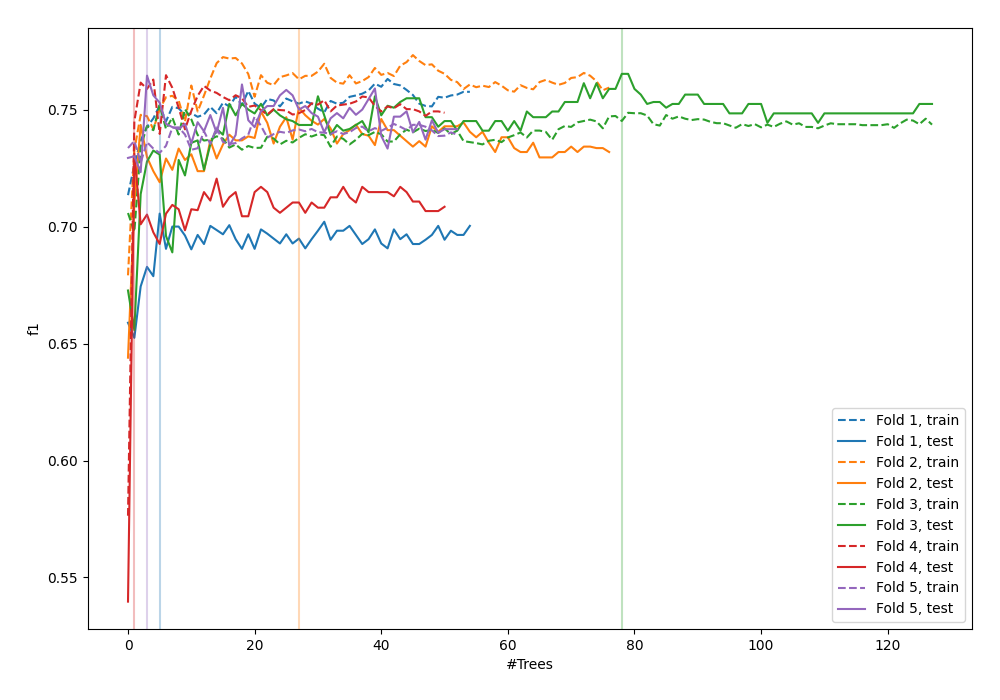 f1
0.75
0.70
0.65
0.60
0.55
0
20
40
60
80
100
120
#Trees
Fold 1, train
Fold 1, test
Fold 2, train
Fold 2, test
Fold 3, train
Fold 3, test
Fold 4, train
Fold 4, test
Fold 5, train
Fold 5, test